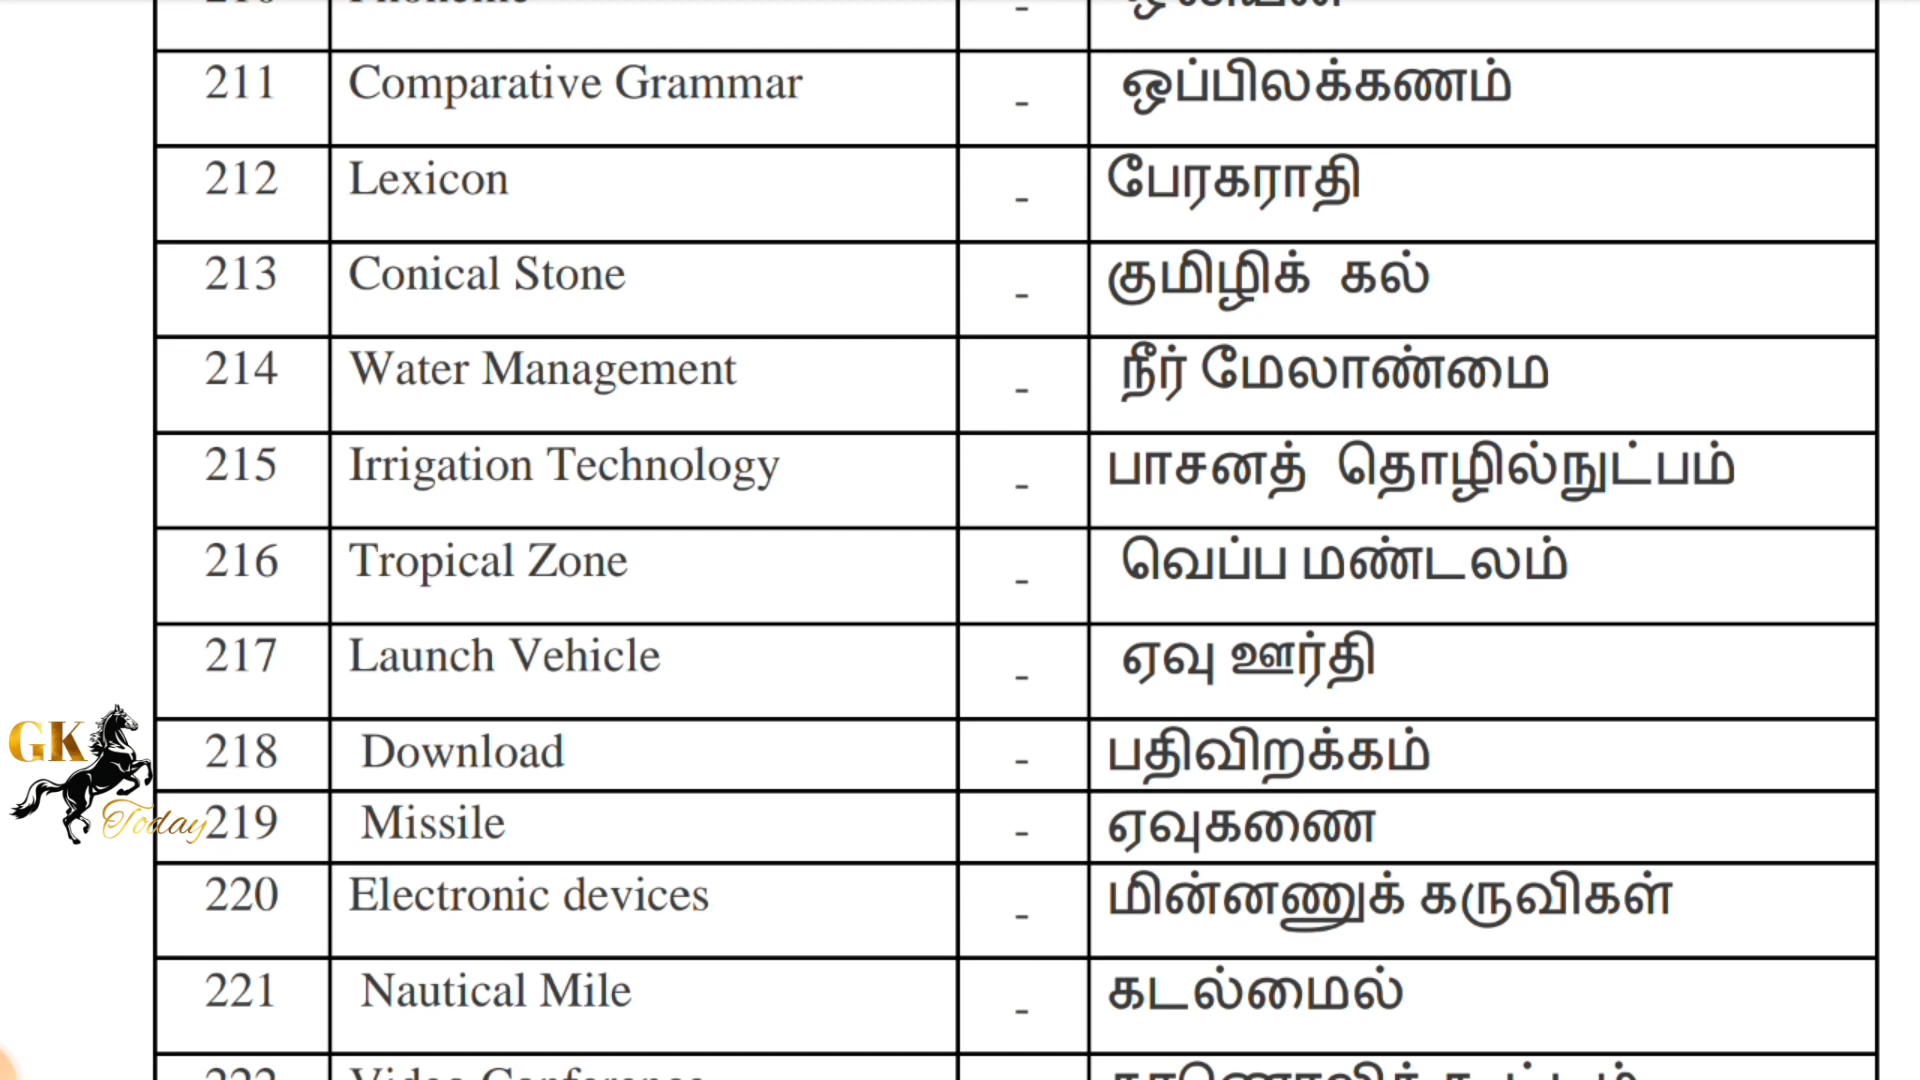 211 Comparative Grammar - ஒப்பிலக்கணம்
212 Lexicon - பேரகராதி
213 Conical Stone - குமிழிக் கல்
214 Water Management - நீர் மேலாண்மை
215 Irrigation Technology - பாசனத் தொழில்நுட்பம்
216 Tropical Zone - வெப்ப மண்டலம்
217 Launch Vehicle - ஏவு ஊர்தி
218 Download - பதிவிறக்கம்
GK
Today
219 Missile - ஏவுகணை
220 Electronic devices - மின்னணுக் கருவிகள்
221 Nautical Mile - கடல்மைல்